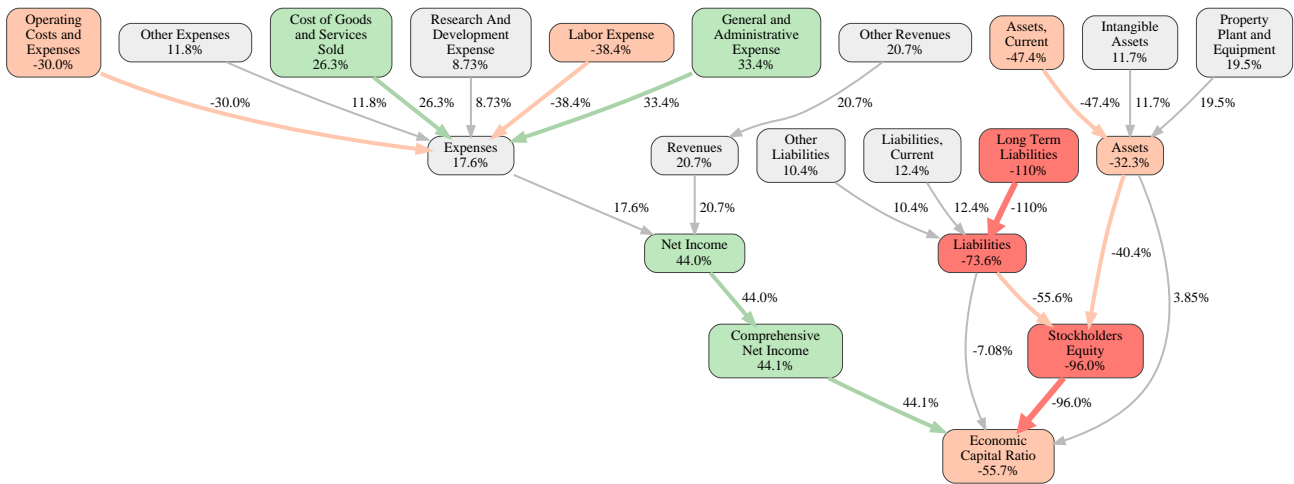 Operating
Costs and
Expenses
-30.0%
Other Expenses
11.8%
Cost of Goods
and Services
Sold
26.3%
Research And
Development
Expense
8.73%
Labor Expense
-38.4%
General and
Administrative
Expense
33.4%
Other Revenues
20.7%
Assets,
Current
-47.4%
Intangible
Assets
11.7%
Property
Plant and
Equipment
19.5%
-30.0%
11.8%
26.3%
8.73%
-38.4%
33.4%
20.7%
-47.4%
11.7%
19.5%
Expenses
17.6%
Revenues
20.7%
Other
Liabilities
10.4%
Liabilities,
Current
12.4%
Long Term
Liabilities
-110%
Assets
-32.3%
17.6%
20.7%
10.4%
12.4%
-110%
Net Income
44.0%
Liabilities
-73.6%
-40.4%
44.0%
-55.6%
3.85%
Comprehensive
Net Income
44.1%
-7.08%
Stockholders
Equity
-96.0%
44.1%
-96.0%
Economic
Capital Ratio
-55.7%